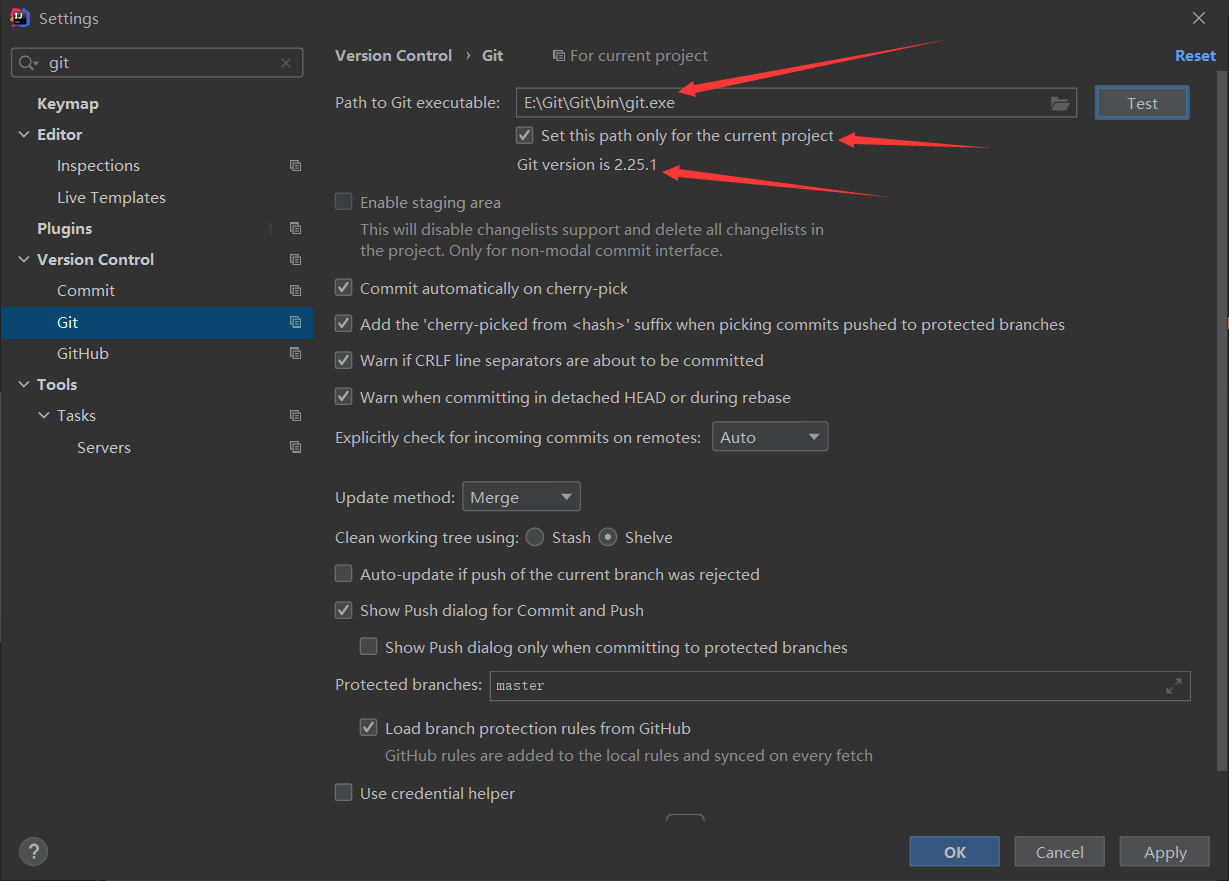 Settings
git
Keymap
Editor
Inspections
Live Templates
Plugins 1
Version Control
Commit
Git
GitHub
Tools
Tasks
Servers
Version Control › Git For current project Reset
Path to Git executable: E:\Git\Git\bin\git.exe Test
Set this path only for the current project
Git version is 2.25.1
Enable staging area
This will disable changelists support and delete all changelists in
the project. Only for non-modal commit interface.
Commit automatically on cherry-pick
Add the 'cherry-picked from <hash>' suffix when picking commits pushed to protected branches
Warn if CRLF line separators are about to be committed
Warn when committing in detached HEAD or during rebase
Explicitly check for incoming commits on remotes: Auto
Update method: Merge
Clean working tree using: Stash Shelve
Auto-update if push of the current branch was rejected
Show Push dialog for Commit and Push
Show Push dialog only when committing to protected branches
Protected branches: master
Load branch protection rules from GitHub
GitHub rules are added to the local rules and synced on every fetch
Use credential helper
? OK Cancel Apply